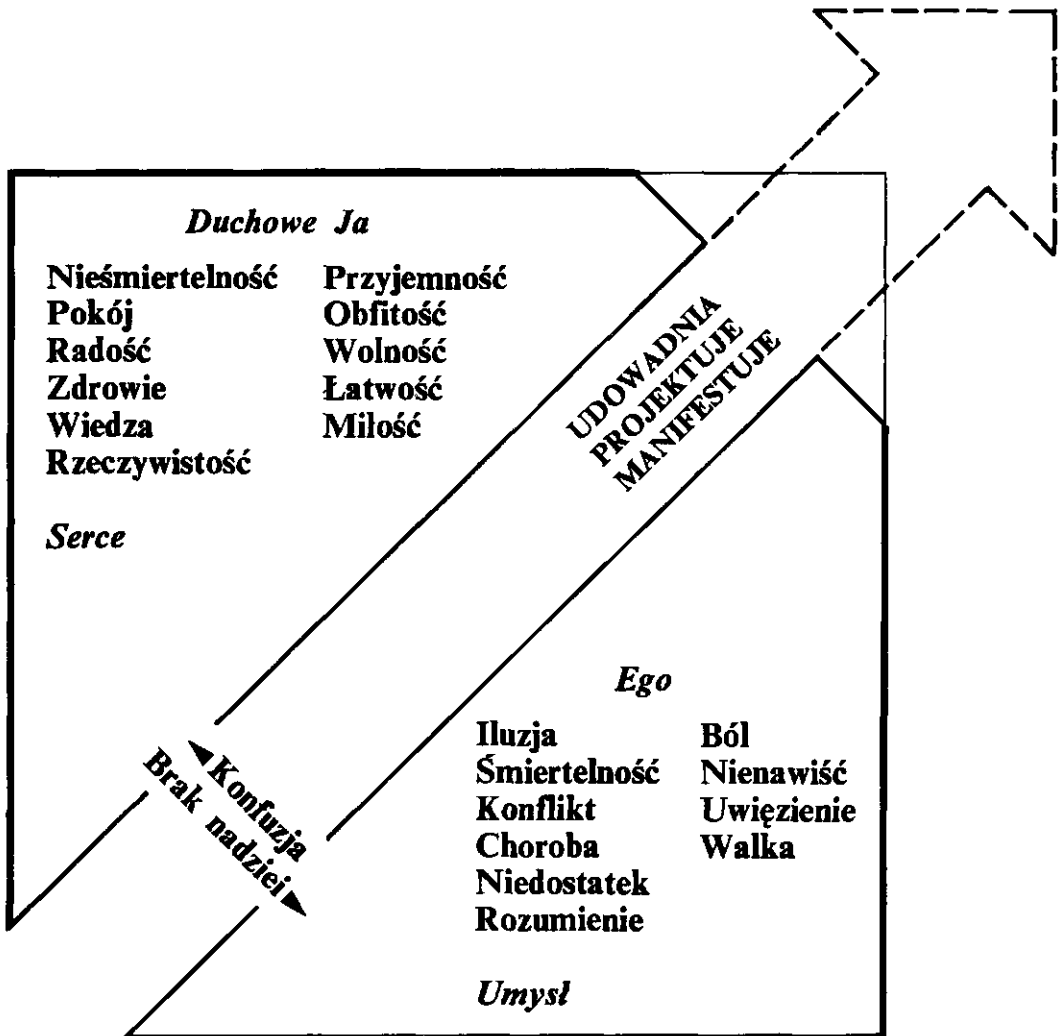 Duchowe Ja
Nieśmiertelność Przyjemność
Pokój Obfitość
Radość Wolność
Zdrowie Łatwość
Wiedza Miłość
Rzeczywistość
Serce
UDOWADNIA
PROJEKTUJE
MANIFESTUJE
Konfuzja
Brak nadziei
Ego
Iluzja Ból
Śmiertelność Nienawiść
Konflikt Uwięzienie
Choroba Walka
Niedostatek
Rozumienie
Umysł